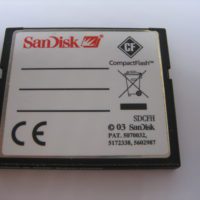 SanDisk
CF
CompactFlash™
SDCFH
CE
© 03 SanDisk
PAT. 5070032,
5172338, 5602987